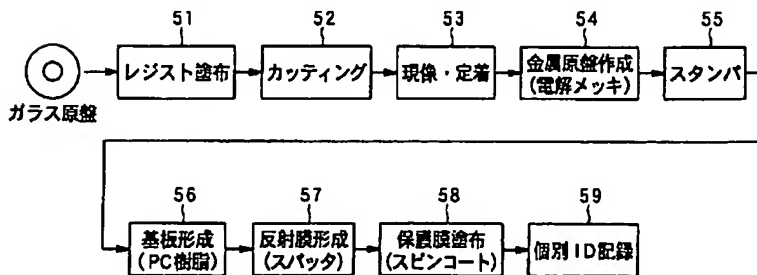 51
52
53
54
55
レジスト塗布
カッティング
現像・定着
金属原盤作成
(電解メッキ)
スタンパ
ガラス原盤
56
57
58
59
基板形成
(PC樹脂)
反射膜形成
(スパッタ)
保護膜塗布
(スピンコート)
個別ID記録